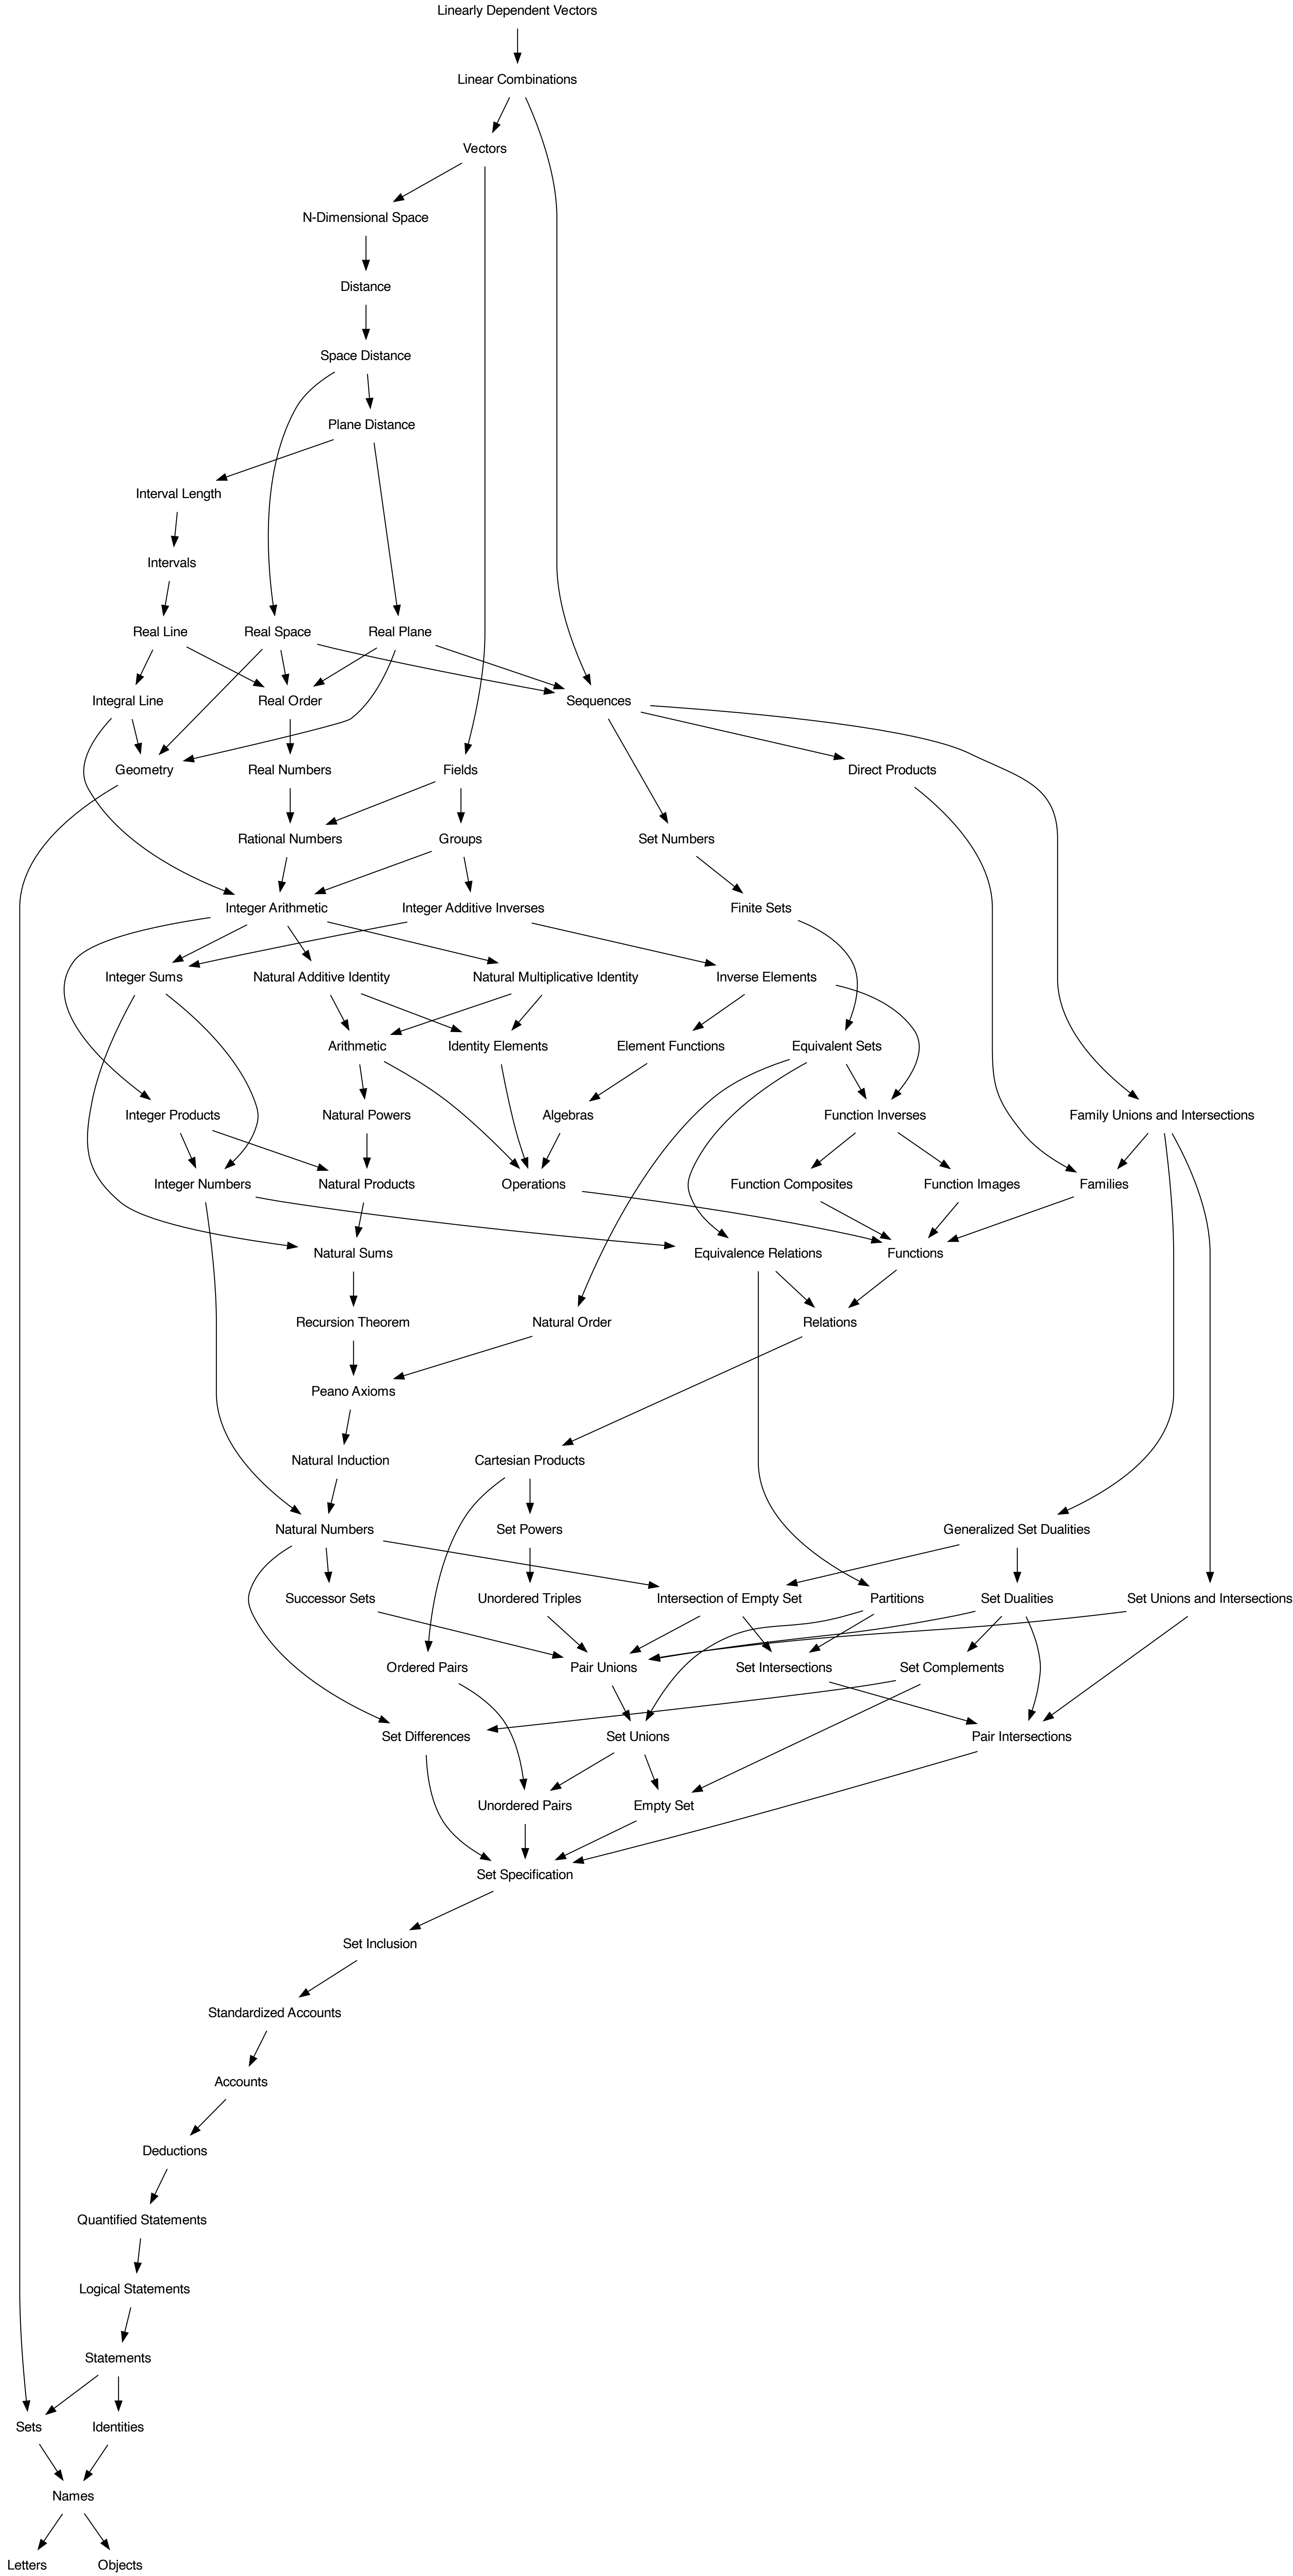 Linearly Dependent Vectors
Linear Combinations
Vectors
N-Dimensional Space
Distance
Space Distance
Plane Distance
Interval Length
Intervals
Real Line
Real Space
Real Plane
Integral Line
Real Order
Sequences
Geometry
Real Numbers
Fields
Direct Products
Rational Numbers
Groups
Set Numbers
Integer Arithmetic
Integer Additive Inverses
Finite Sets
Integer Sums
Natural Additive Identity
Natural Multiplicative Identity
Inverse Elements
Arithmetic
Identity Elements
Element Functions
Equivalent Sets
Integer Products
Natural Powers
Algebras
Function Inverses
Family Unions and Intersections
Integer Numbers
Natural Products
Operations
Function Composites
Function Images
Families
Natural Sums
Equivalence Relations
Functions
Recursion Theorem
Natural Order
Relations
Peano Axioms
Natural Induction
Cartesian Products
Natural Numbers
Set Powers
Generalized Set Dualities
Successor Sets
Unordered Triples
Intersection of Empty Set
Partitions
Set Dualities
Set Unions and Intersections
Ordered Pairs
Pair Unions
Set Intersections
Set Complements
Set Differences
Set Unions
Pair Intersections
Unordered Pairs
Empty Set
Set Specification
Set Inclusion
Standardized Accounts
Accounts
Deductions
Quantified Statements
Logical Statements
Statements
Sets
Identities
Names
Letters
Objects